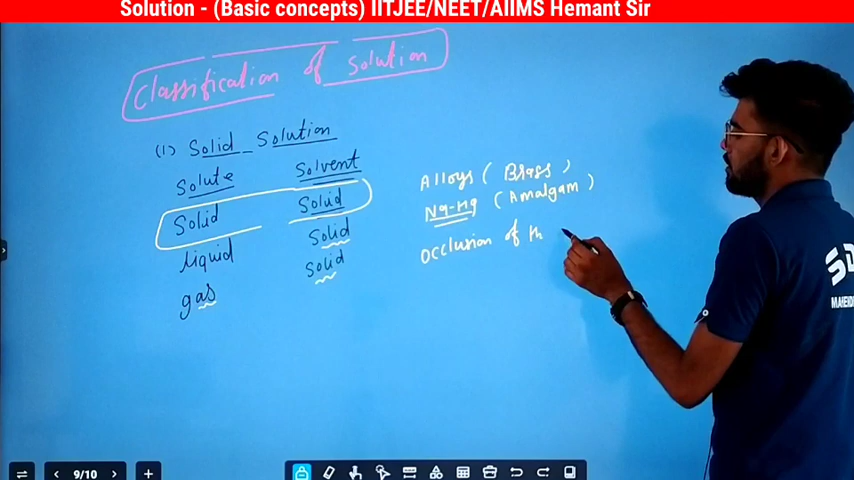 Solution - (Basic concepts) IITJEE/NEET/AIIMS Hemant Sir
Classification of Solution
(1) Solid Solution
Solute Solvent
Solid Solid Alloys ( Brass )
liquid Solid Na-Hg ( Amalgam )
gas Solid Occlusion of
9/10